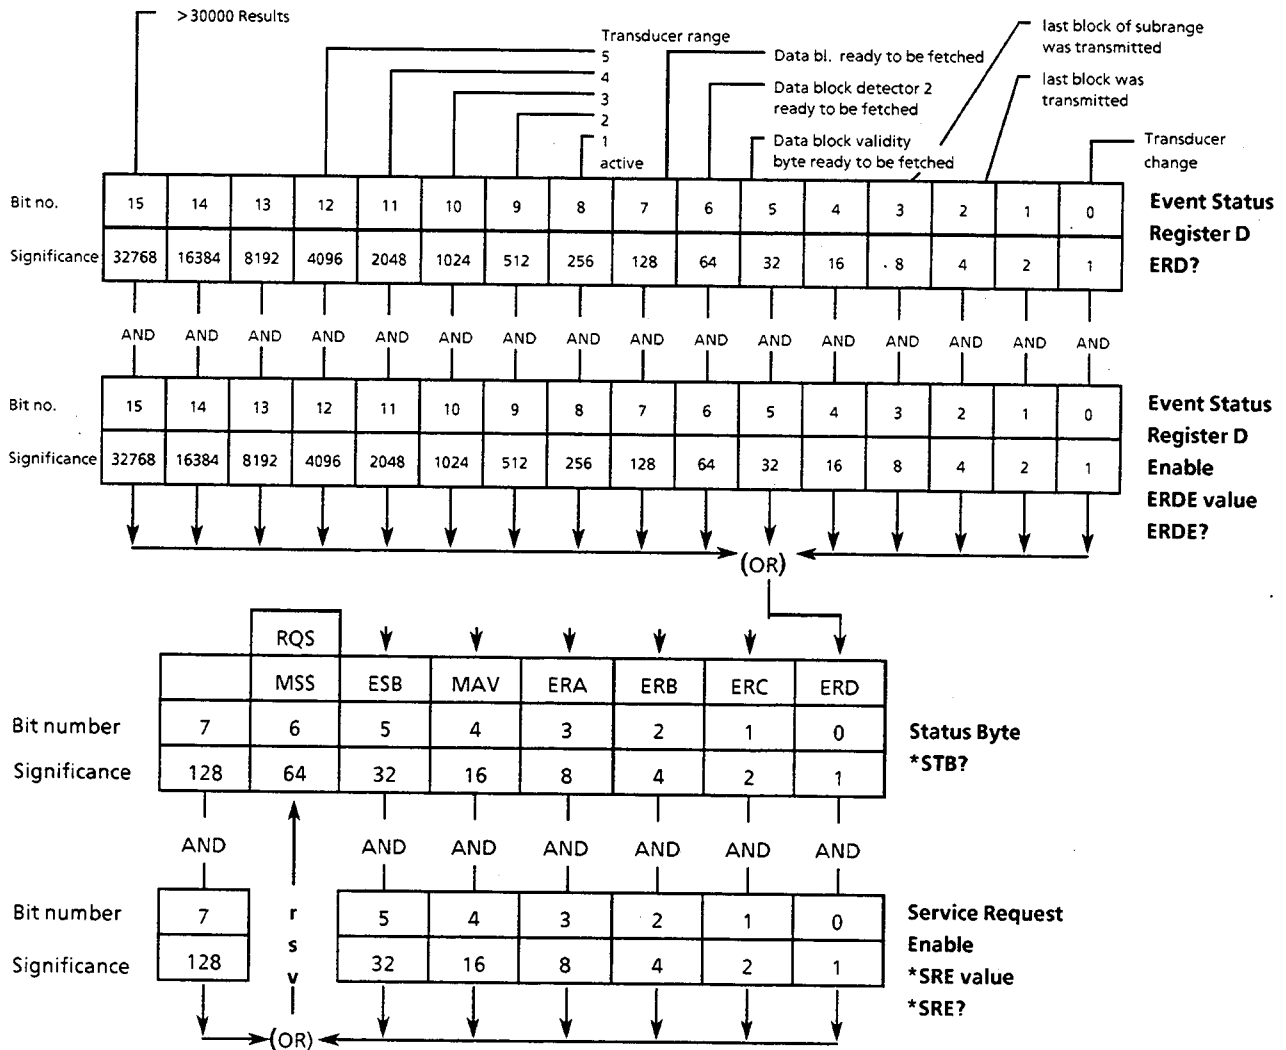 > 30000 Results
last block of subrange
was transmitted
Transducer range
5
4
3
2
1
active
Data bl. ready to be fetched
Data block detector 2
ready to be fetched
Data block validity
byte ready to be fetched
last block was
transmitted
Transducer
change
Bit no. 15 14 13 12 11 10 9 8 7 6 5 4 3 2 1 0
Significance 32768 16384 8192 4096 2048 1024 512 256 128 64 32 16 8 4 2 1
Event Status
Register D
ERD?
AND AND AND AND AND AND AND AND AND AND AND AND AND AND AND AND
Bit no. 15 14 13 12 11 10 9 8 7 6 5 4 3 2 1 0
Significance 32768 16384 8192 4096 2048 1024 512 256 128 64 32 16 8 4 2 1
Event Status
Register D
Enable
ERDE value
ERDE?
(OR)
RQS
MSS ESB MAV ERA ERB ERC ERD
Bit number 7 6 5 4 3 2 1 0
Significance 128 64 32 16 8 4 2 1
Status Byte
*STB?
AND AND AND AND AND AND AND
Bit number 7 5 4 3 2 1 0
Significance 128 32 16 8 4 2 1
r
s
v
Service Request
Enable
*SRE value
*SRE?
(OR)